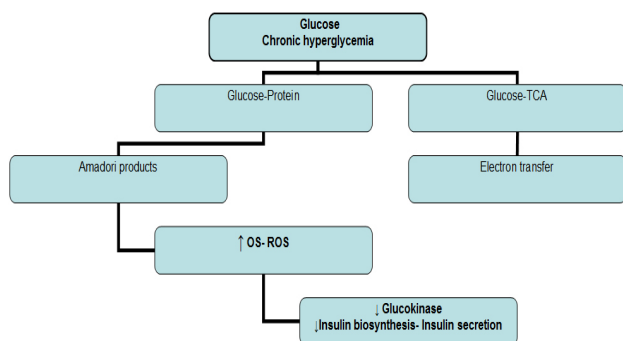 Glucose
Chronic hyperglycemia
Glucose-Protein
Glucose-TCA
Amadori products
Electron transfer
↑ OS- ROS
↓ Glucokinase
↓Insulin biosynthesis- Insulin secretion